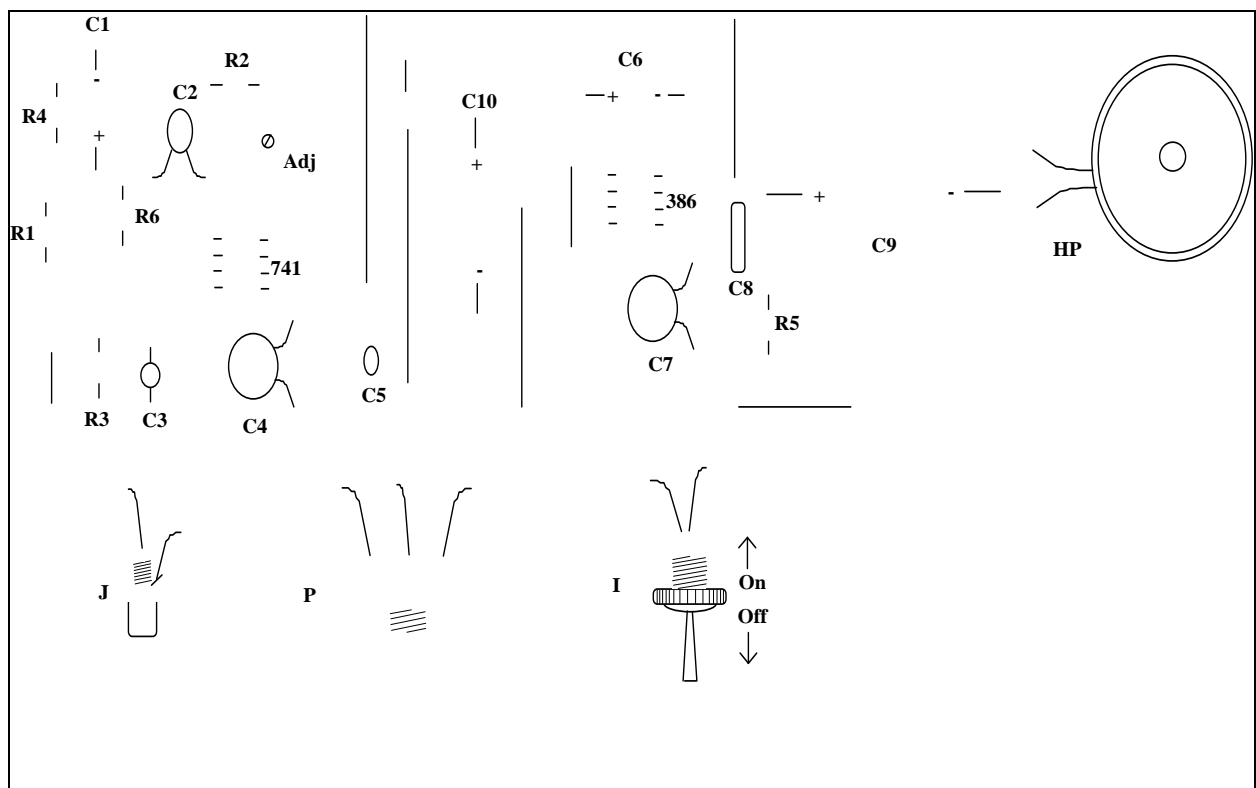 C1
R2
C6
C2
C10
R4
- + -
+
+
Adj
R6
386
+ -
R1
C9
HP
741
-
C8
R5
C7
C5
R3
C3
C4
J
P
I
On
Off